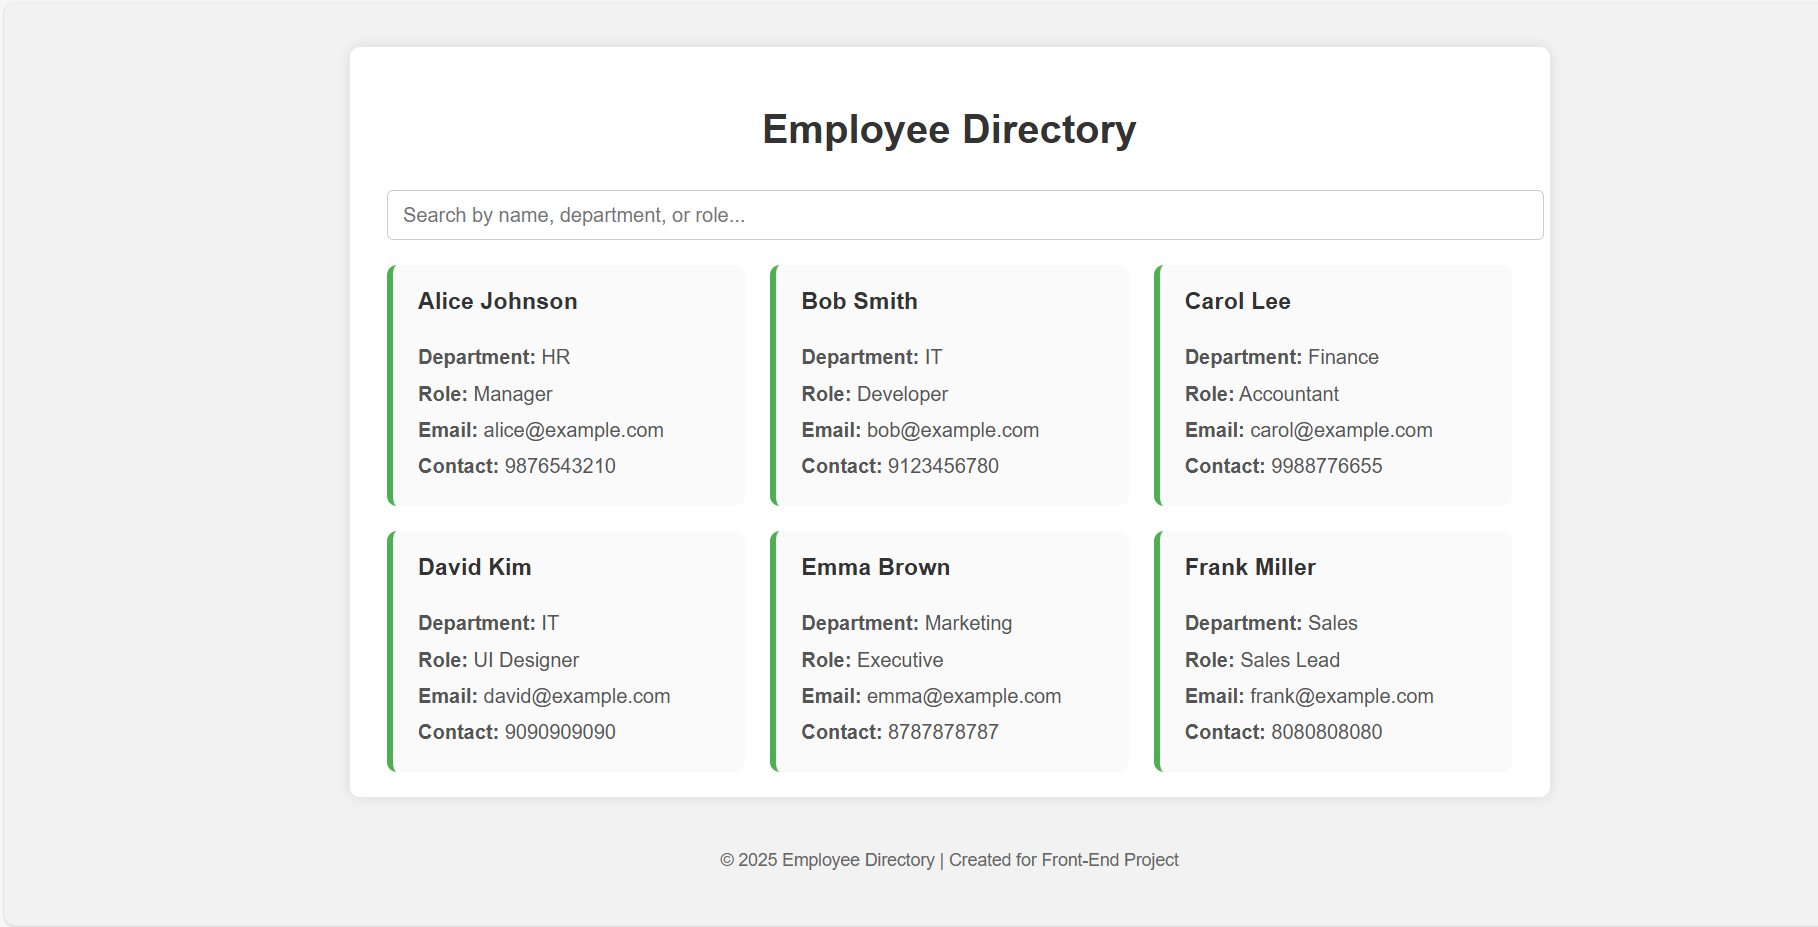 Employee Directory
Search by name, department, or role...
Alice Johnson
Department: HR
Role: Manager
Email: alice@example.com
Contact: 9876543210
Bob Smith
Department: IT
Role: Developer
Email: bob@example.com
Contact: 9123456780
Carol Lee
Department: Finance
Role: Accountant
Email: carol@example.com
Contact: 9988776655
David Kim
Department: IT
Role: UI Designer
Email: david@example.com
Contact: 9090909090
Emma Brown
Department: Marketing
Role: Executive
Email: emma@example.com
Contact: 8787878787
Frank Miller
Department: Sales
Role: Sales Lead
Email: frank@example.com
Contact: 8080808080
© 2025 Employee Directory | Created for Front-End Project